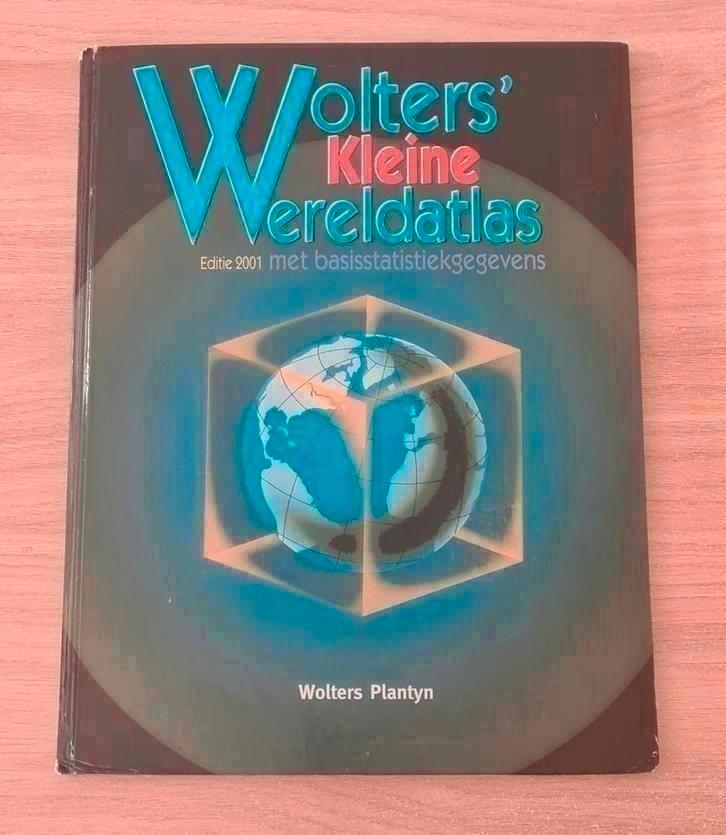 Wolters’
Kleine
Wereldatlas
Editie 2001 met basisstatistiekgegevens
Wolters Plantyn